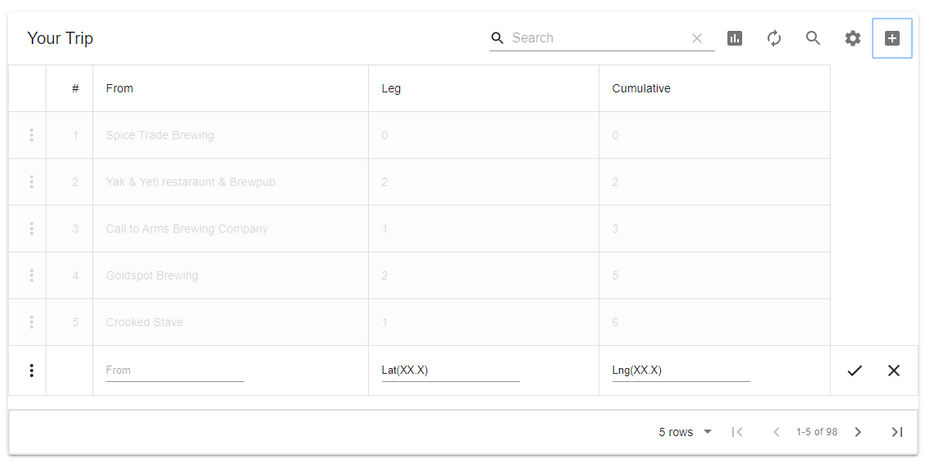 Your Trip Search
# From Leg Cumulative
1 Spice Trade Brewing 0 0
2 Yak & Yeti restaraunt & Brewpub 2 2
3 Call to Arms Brewing Company 1 3
4 Goldspot Brewing 2 5
5 Crooked Stave 1 6
From Lat(XX.X) Lng(XX.X)
5 rows 1-5 of 98